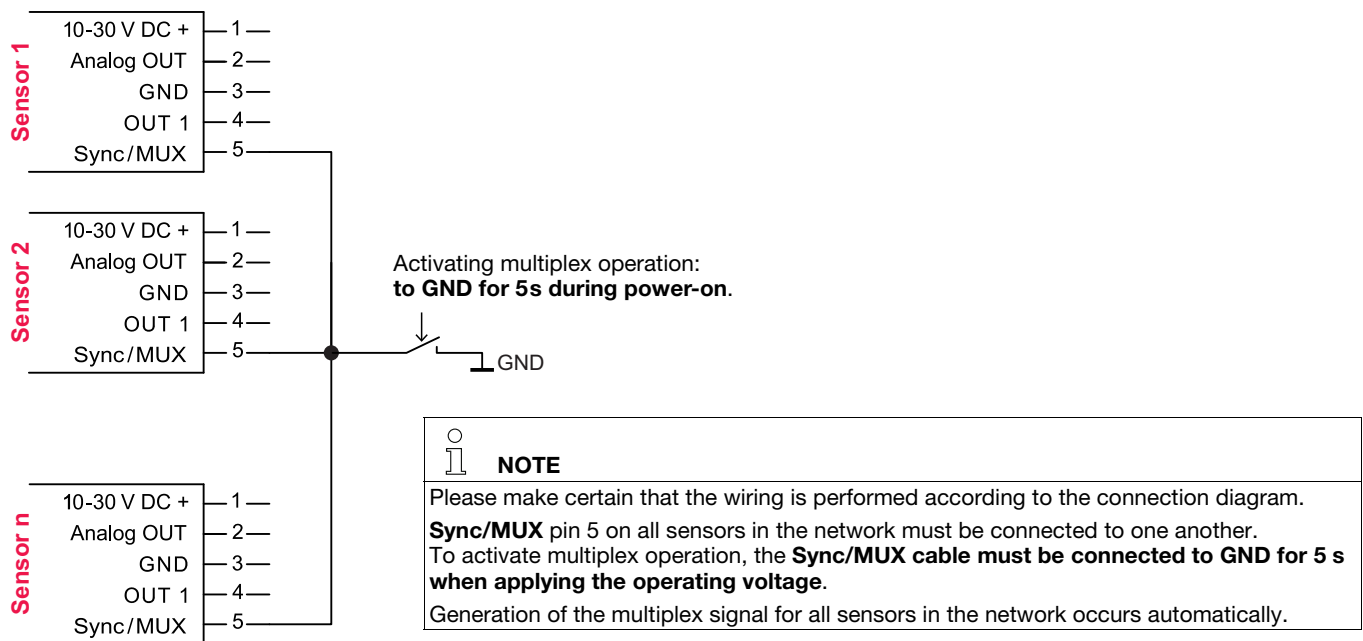 Sensor 1
10-30 V DC + 1
Analog OUT 2
GND 3
OUT 1 4
Sync/MUX 5
Sensor 2
10-30 V DC + 1
Analog OUT 2
GND 3
OUT 1 4
Sync/MUX 5
Activating multiplex operation:
to GND for 5s during power-on.
GND
Sensor n
10-30 V DC + 1
Analog OUT 2
GND 3
OUT 1 4
Sync/MUX 5
NOTE
Please make certain that the wiring is performed according to the connection diagram.
Sync/MUX pin 5 on all sensors in the network must be connected to one another.
To activate multiplex operation, the Sync/MUX cable must be connected to GND for 5 s
when applying the operating voltage.
Generation of the multiplex signal for all sensors in the network occurs automatically.